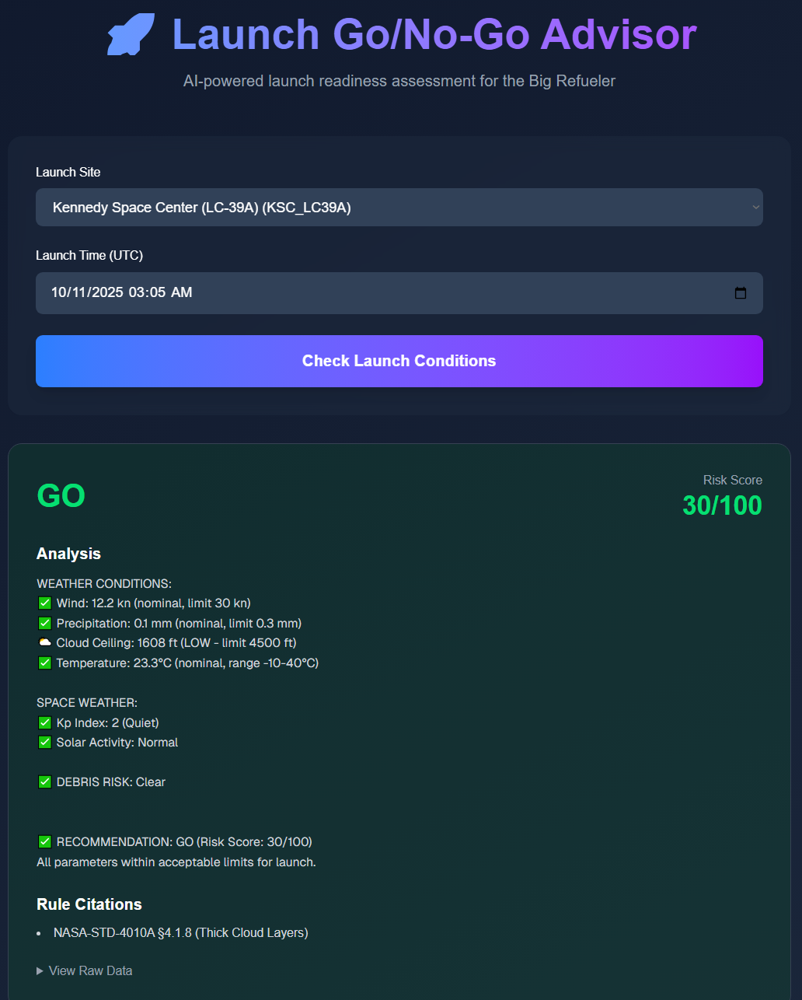 🚀 Launch Go/No-Go Advisor
AI-powered launch readiness assessment for the Big Refueler
Launch Site
Kennedy Space Center (LC-39A) (KSC_LC39A)
Launch Time (UTC)
10/11/2025 03:05 AM
Check Launch Conditions
GO
Risk Score
30/100
Analysis
WEATHER CONDITIONS:
✅ Wind: 12.2 kn (nominal, limit 30 kn)
✅ Precipitation: 0.1 mm (nominal, limit 0.3 mm)
🌥️ Cloud Ceiling: 1608 ft (LOW - limit 4500 ft)
✅ Temperature: 23.3°C (nominal, range -10-40°C)
SPACE WEATHER:
✅ Kp Index: 2 (Quiet)
✅ Solar Activity: Normal
✅ DEBRIS RISK: Clear
✅ RECOMMENDATION: GO (Risk Score: 30/100)
All parameters within acceptable limits for launch.
Rule Citations
• NASA-STD-4010A §4.1.8 (Thick Cloud Layers)
▶ View Raw Data